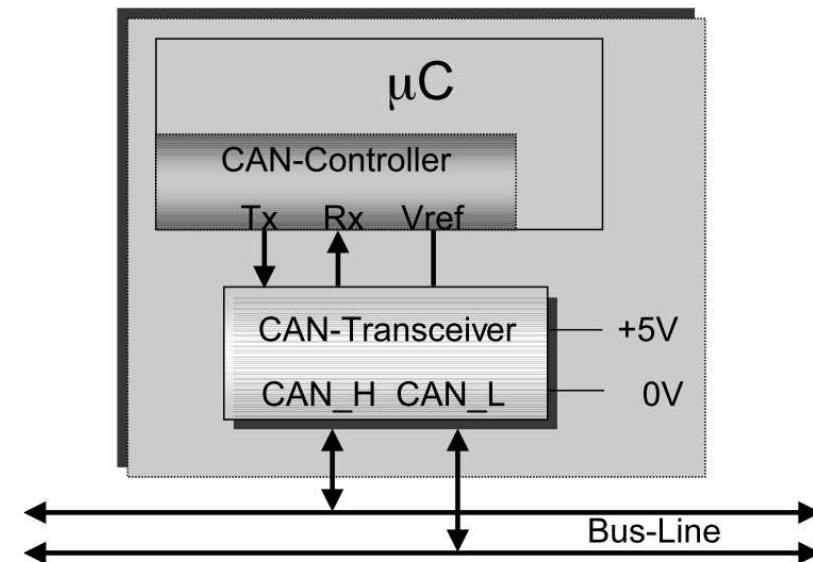 μC
CAN-Controller
Tx Rx Vref
CAN-Transceiver +5V
CAN_H CAN_L 0V
Bus-Line